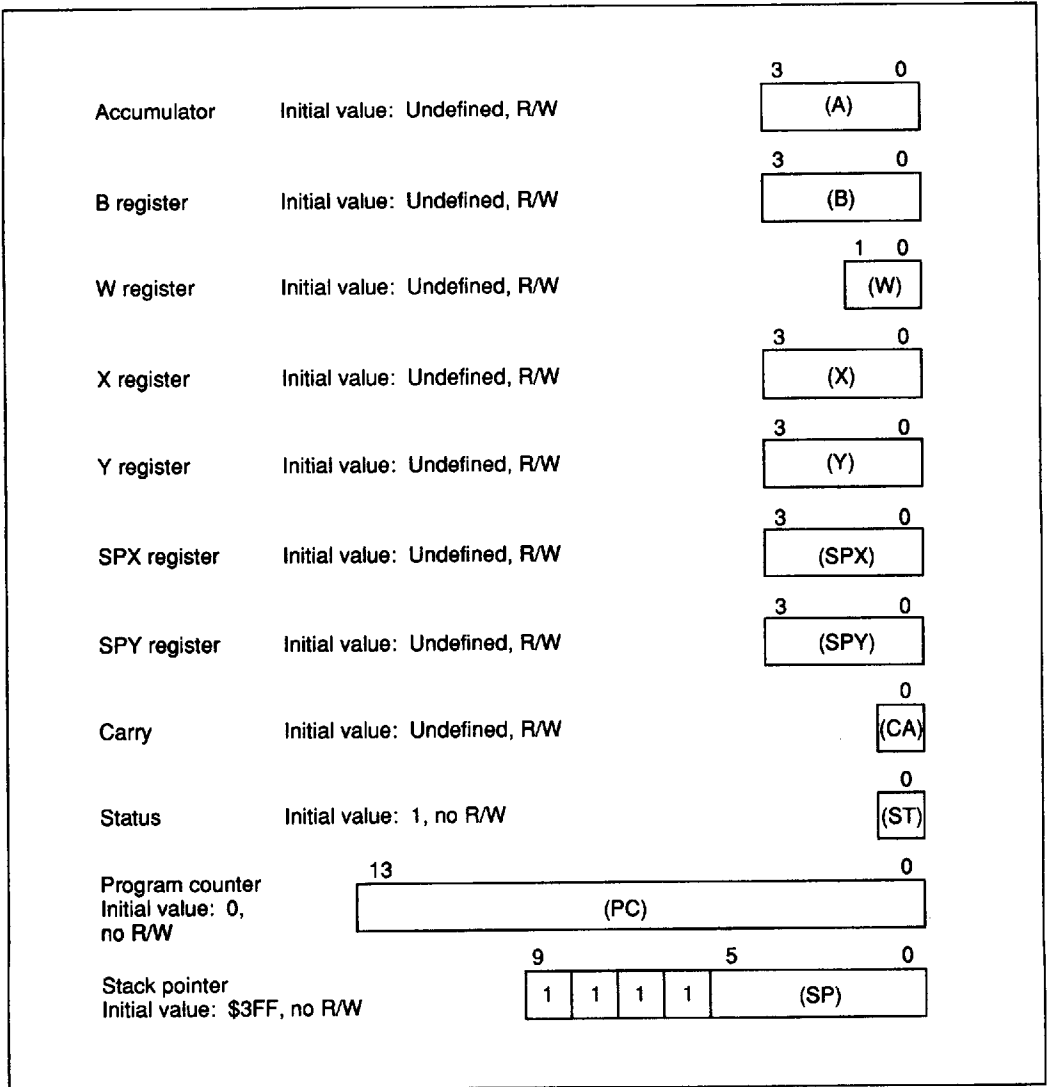 3 0
Accumulator Initial value: Undefined, R/W (A)
3 0
B register Initial value: Undefined, R/W (B)
1 0
W register Initial value: Undefined, R/W (W)
3 0
X register Initial value: Undefined, R/W (X)
3 0
Y register Initial value: Undefined, R/W (Y)
3 0
SPX register Initial value: Undefined, R/W (SPX)
3 0
SPY register Initial value: Undefined, R/W (SPY)
0
Carry Initial value: Undefined, R/W (CA)
0
Status Initial value: 1, no R/W (ST)
13 0
Program counter
Initial value: 0, (PC)
no R/W
9 5 0
Stack pointer 1 1 1 1 (SP)
Initial value: $3FF, no R/W